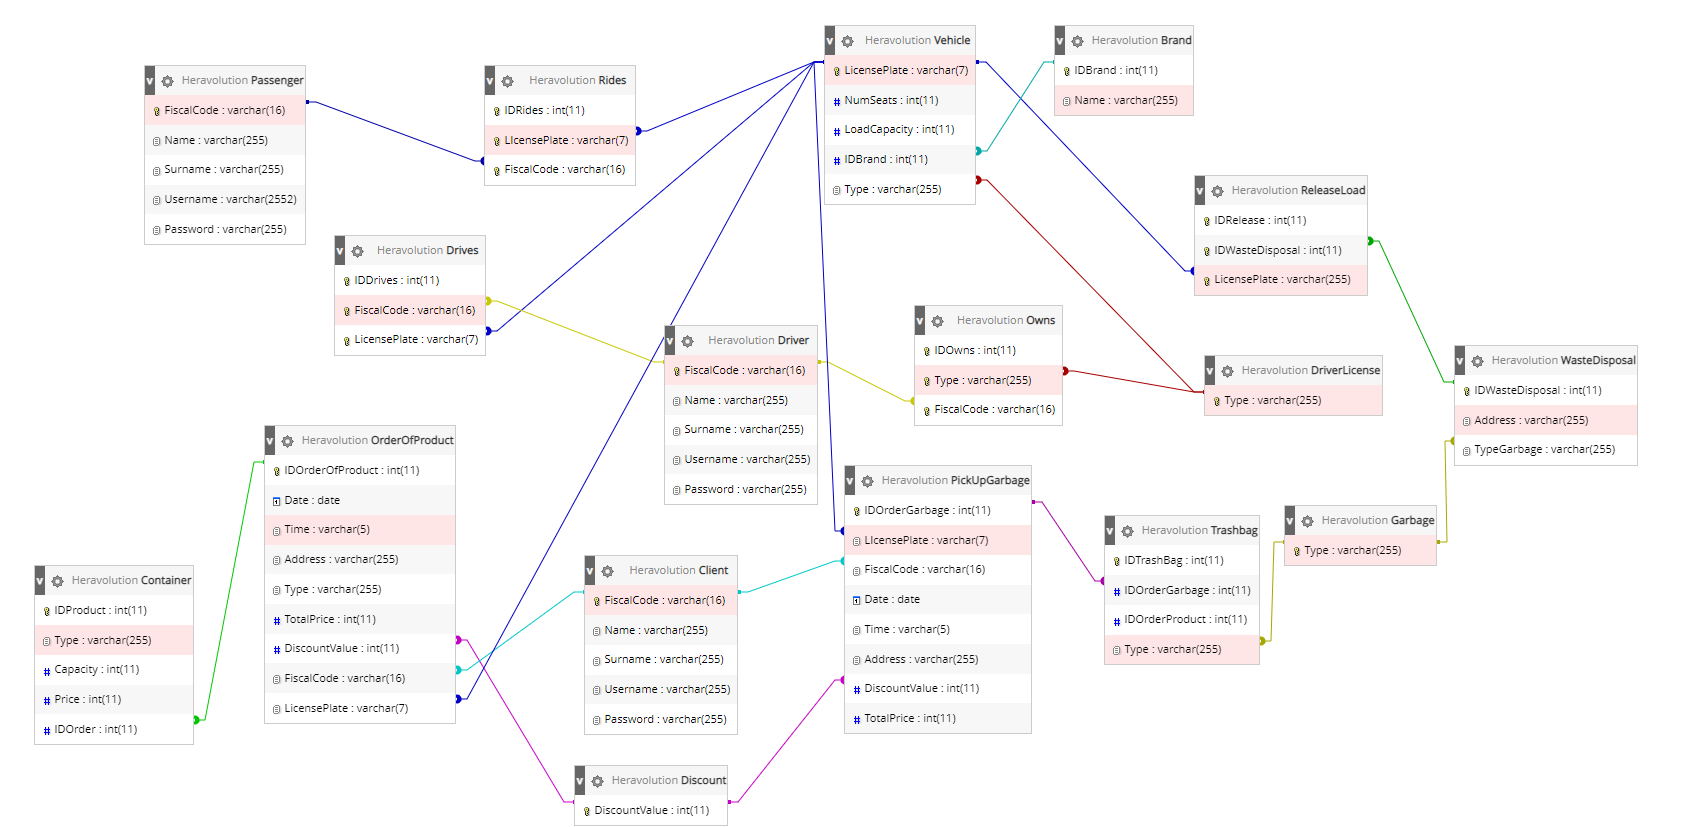 v Heravolution Passenger
FiscalCode : varchar(16)
Name : varchar(255)
Surname : varchar(255)
Username : varchar(2552)
Password : varchar(255)
v Heravolution Rides
IDRides : int(11)
LIcensePlate : varchar(7)
FiscalCode : varchar(16)
v Heravolution Vehicle
LicensePlate : varchar(7)
# NumSeats : int(11)
# LoadCapacity : int(11)
# IDBrand : int(11)
Type : varchar(255)
v Heravolution Brand
IDBrand : int(11)
Name : varchar(255)
v Heravolution ReleaseLoad
IDRelease : int(11)
IDWasteDisposal : int(11)
LicensePlate : varchar(255)
v Heravolution Drives
IDDrives : int(11)
FiscalCode : varchar(16)
LicensePlate : varchar(7)
v Heravolution Driver
FiscalCode : varchar(16)
Name : varchar(255)
Surname : varchar(255)
Username : varchar(255)
Password : varchar(255)
v Heravolution Owns
IDOwns : int(11)
Type : varchar(255)
FiscalCode : varchar(16)
v Heravolution DriverLicense
Type : varchar(255)
v Heravolution WasteDisposal
IDWasteDisposal : int(11)
Address : varchar(255)
TypeGarbage : varchar(255)
v Heravolution OrderOfProduct
IDOrderOfProduct : int(11)
Date : date
Time : varchar(5)
Address : varchar(255)
Type : varchar(255)
# TotalPrice : int(11)
# DiscountValue : int(11)
FiscalCode : varchar(16)
LicensePlate : varchar(7)
v Heravolution PickUpGarbage
IDOrderGarbage : int(11)
LIcensePlate : varchar(7)
FiscalCode : varchar(16)
Date : date
Time : varchar(5)
Address : varchar(255)
# DiscountValue : int(11)
# TotalPrice : int(11)
v Heravolution Trashbag
IDTrashBag : int(11)
# IDOrderGarbage : int(11)
# IDOrderProduct : int(11)
Type : varchar(255)
v Heravolution Garbage
Type : varchar(255)
v Heravolution Container
IDProduct : int(11)
Type : varchar(255)
# Capacity : int(11)
# Price : int(11)
# IDOrder : int(11)
v Heravolution Client
FiscalCode : varchar(16)
Name : varchar(255)
Surname : varchar(255)
Username : varchar(255)
Password : varchar(255)
v Heravolution Discount
DiscountValue : int(11)